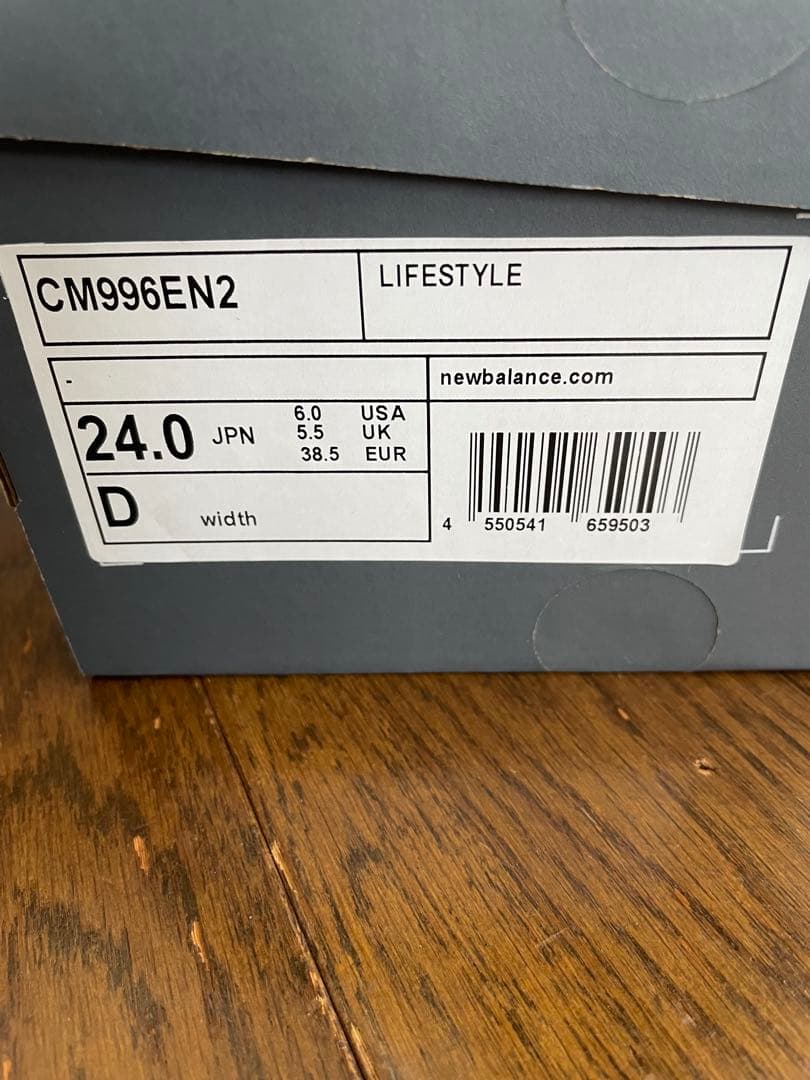 CM996EN2
LIFESTYLE
-
newbalance.com
24.0 JPN
6.0 USA
5.5 UK
38.5 EUR
D width
4 550541 659503